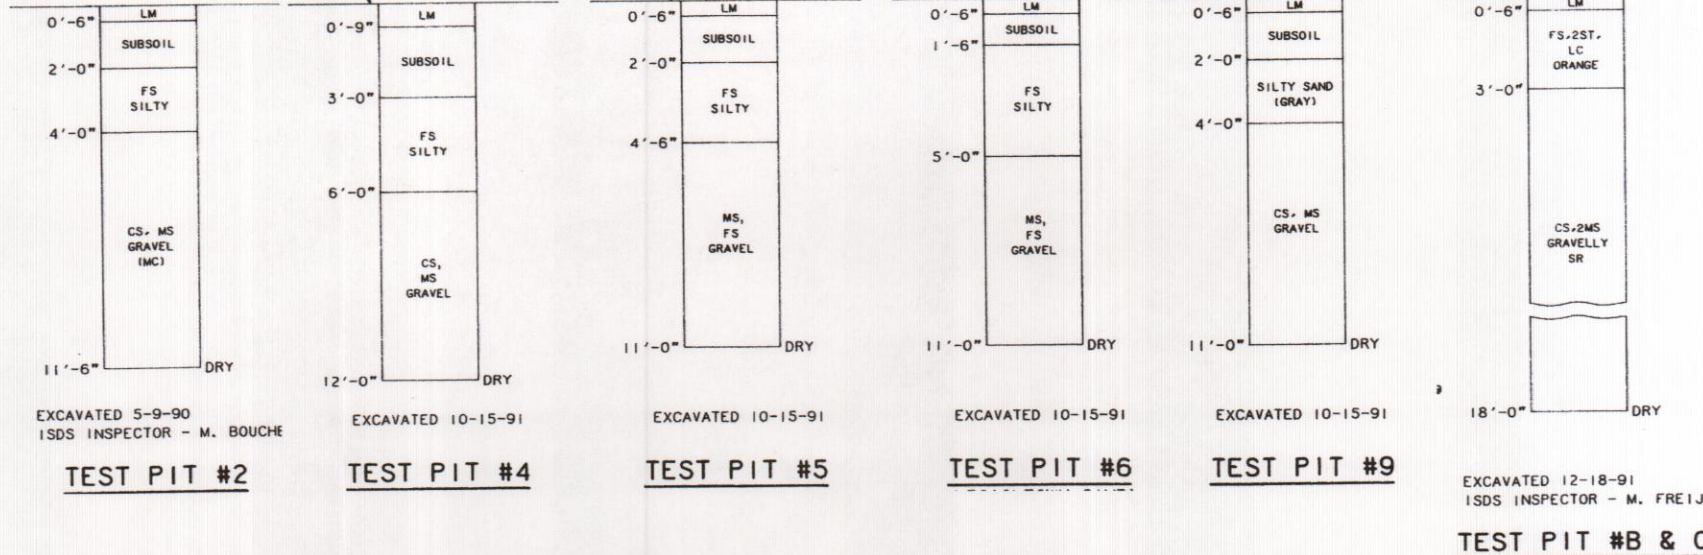 LM
0'-6"
SUBSOIL
2'-0"
FS
SILTY
4'-0"
CS, MS
GRAVEL
(MC)
11'-6"
DRY
EXCAVATED 5-9-90
ISDS INSPECTOR - M. BOUCHE
TEST PIT #2
LM
0'-9"
SUBSOIL
3'-0"
FS
SILTY
6'-0"
CS,
MS
GRAVEL
12'-0"
DRY
EXCAVATED 10-15-91
TEST PIT #4
LM
0'-6"
SUBSOIL
2'-0"
FS
SILTY
4'-6"
MS,
FS
GRAVEL
11'-0"
DRY
EXCAVATED 10-15-91
TEST PIT #5
LM
0'-6"
SUBSOIL
1'-6"
FS
SILTY
5'-0"
MS,
FS
GRAVEL
11'-0"
DRY
EXCAVATED 10-15-91
TEST PIT #6
LM
0'-6"
SUBSOIL
2'-0"
SILTY SAND
(GRAY)
4'-0"
CS, MS
GRAVEL
11'-0"
DRY
EXCAVATED 10-15-91
TEST PIT #9
LM
0'-6"
FS,2ST,
LC
ORANGE
3'-0"
CS,2MS
GRAVELLY
SR
18'-0"
DRY
EXCAVATED 12-18-91
ISDS INSPECTOR - M. FREIJ
TEST PIT #B &